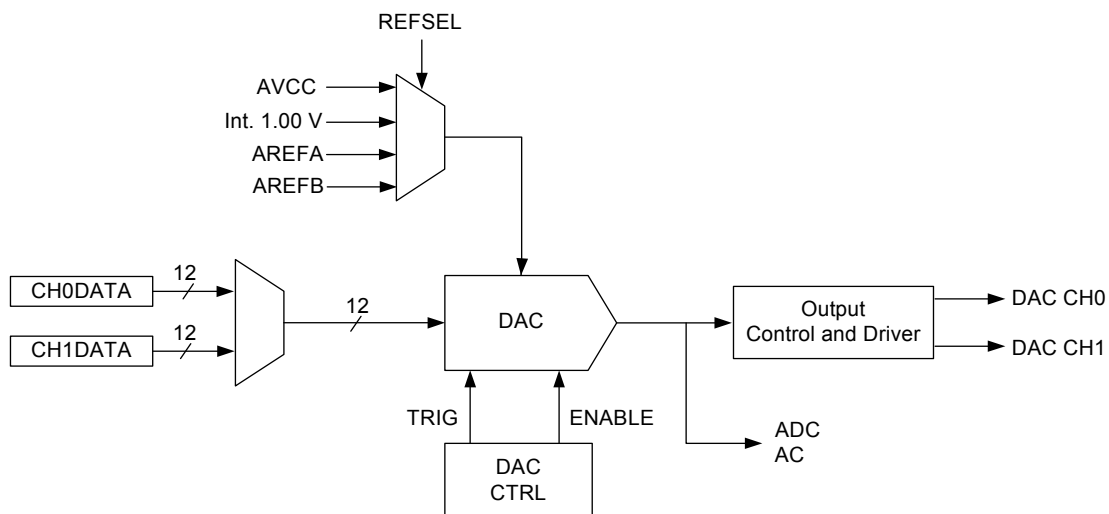 REFSEL
AVCC
Int. 1.00 V
AREFA
AREFB
12
CH0DATA
12
CH1DATA
12
DAC
Output
Control and Driver
DAC CH0
DAC CH1
TRIG
ENABLE
ADC
AC
DAC
CTRL